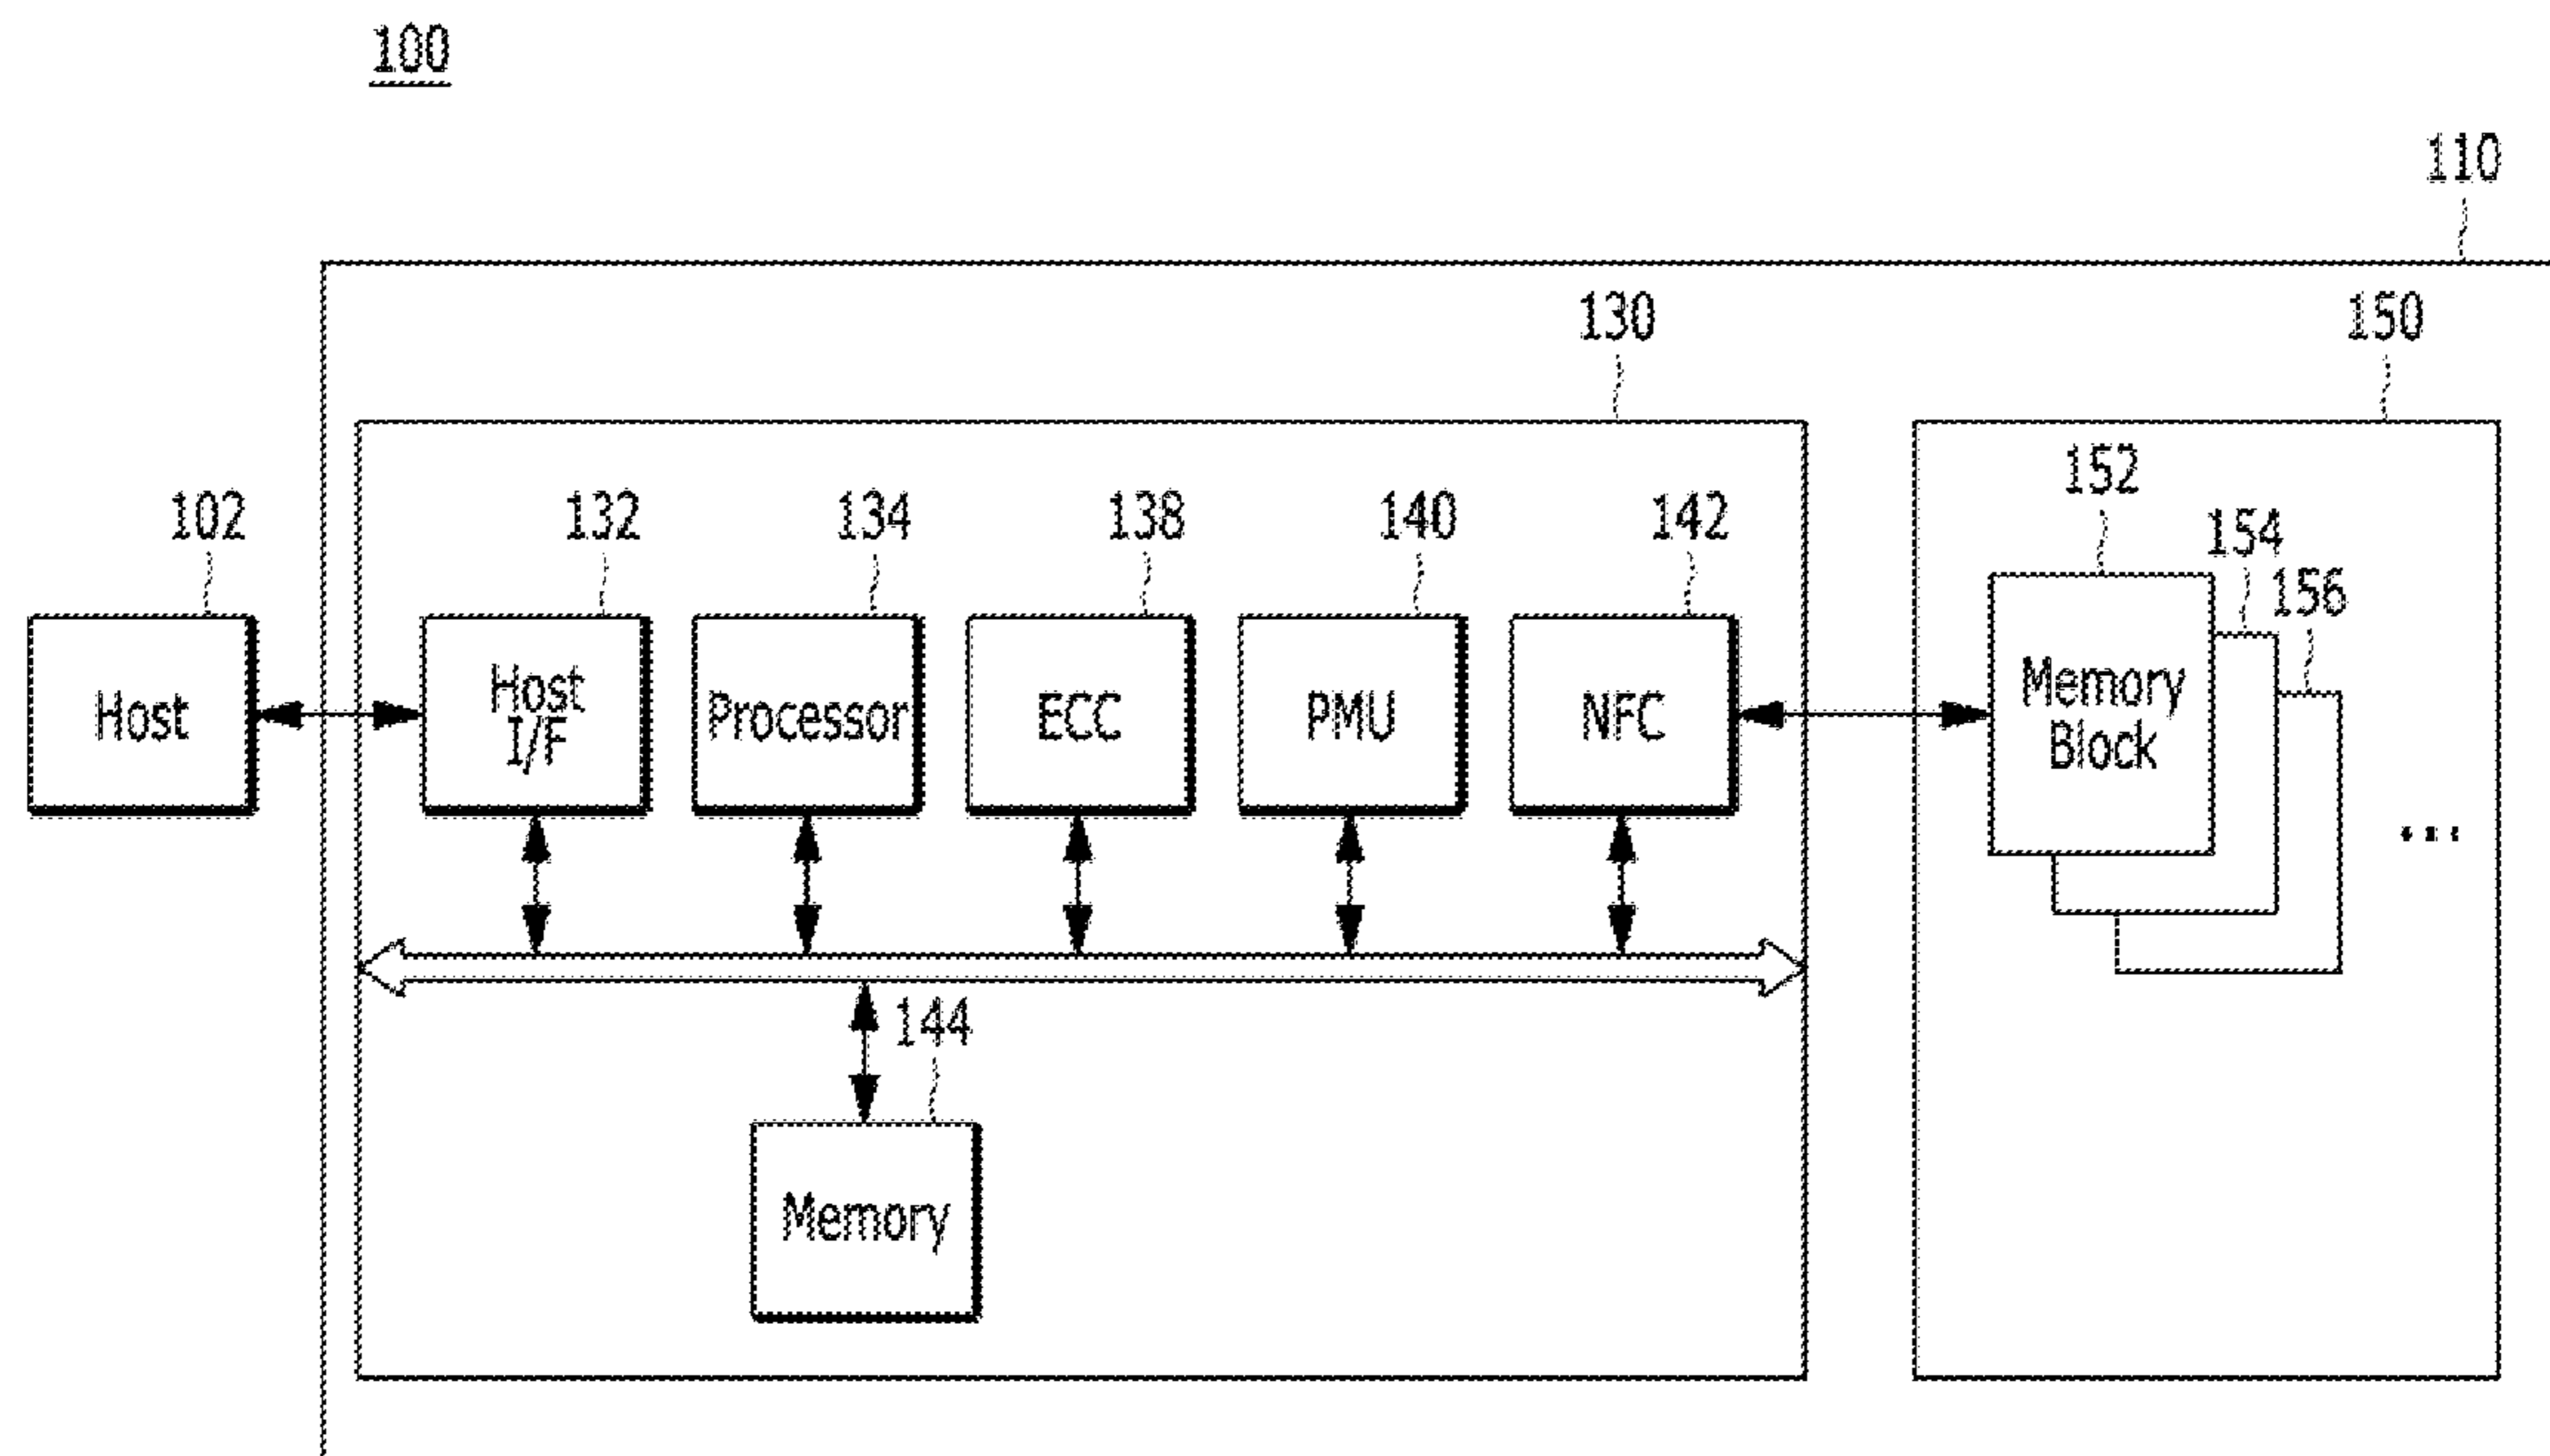 100
110
130
150
102
132
134
138
140
142
152
154
156
Host
Host
I/F
Processor
ECC
PMU
NFC
Memory
Block
...
144
Memory